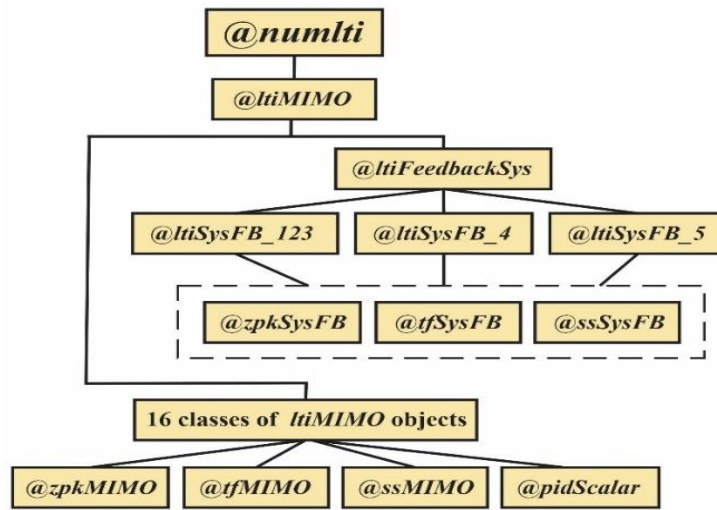 @numlti
@ltiMIMO
@ltiFeedbackSys
@ltiSysFB_123
@ltiSysFB_4
@ltiSysFB_5
@zpkSysFB
@tfSysFB
@ssSysFB
16 classes of ltiMIMO objects
@zpkMIMO
@tfMIMO
@ssMIMO
@pidScalar